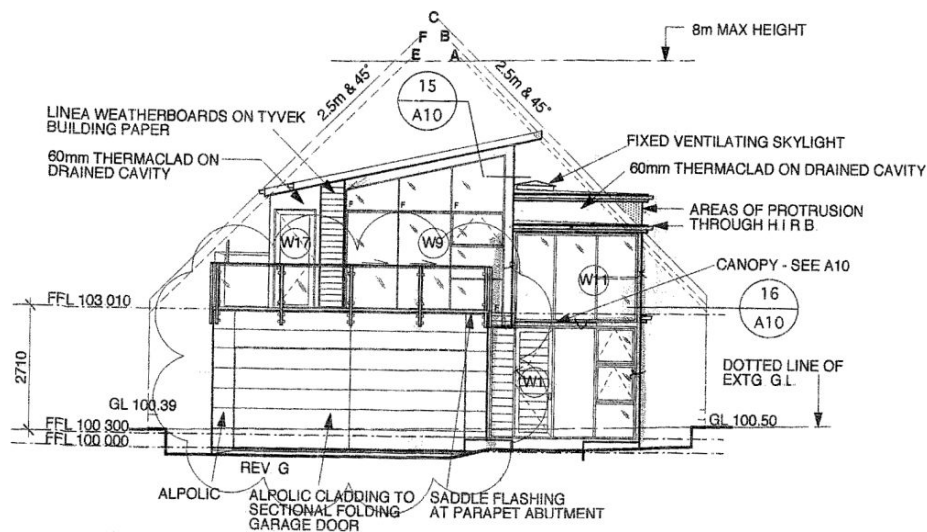 C
F B
E A
8m MAX HEIGHT
2.5m & 45°
2.5m & 45°
15
A10
LINEA WEATHERBOARDS ON TYVEK
BUILDING PAPER
60mm THERMACLAD ON
DRAINED CAVITY
FIXED VENTILATING SKYLIGHT
60mm THERMACLAD ON DRAINED CAVITY
AREAS OF PROTRUSION
THROUGH H I R B
F
F
F
F
W17
W9
W11
CANOPY - SEE A10
16
A10
FFL 103 010
2710
W1
DOTTED LINE OF
EXTG G.L.
GL 100.39
GL 100.50
FFL 100 300
FFL 100 000
REV G
ALPOLIC
ALPOLIC CLADDING TO
SECTIONAL FOLDING
GARAGE DOOR
SADDLE FLASHING
AT PARAPET ABUTMENT